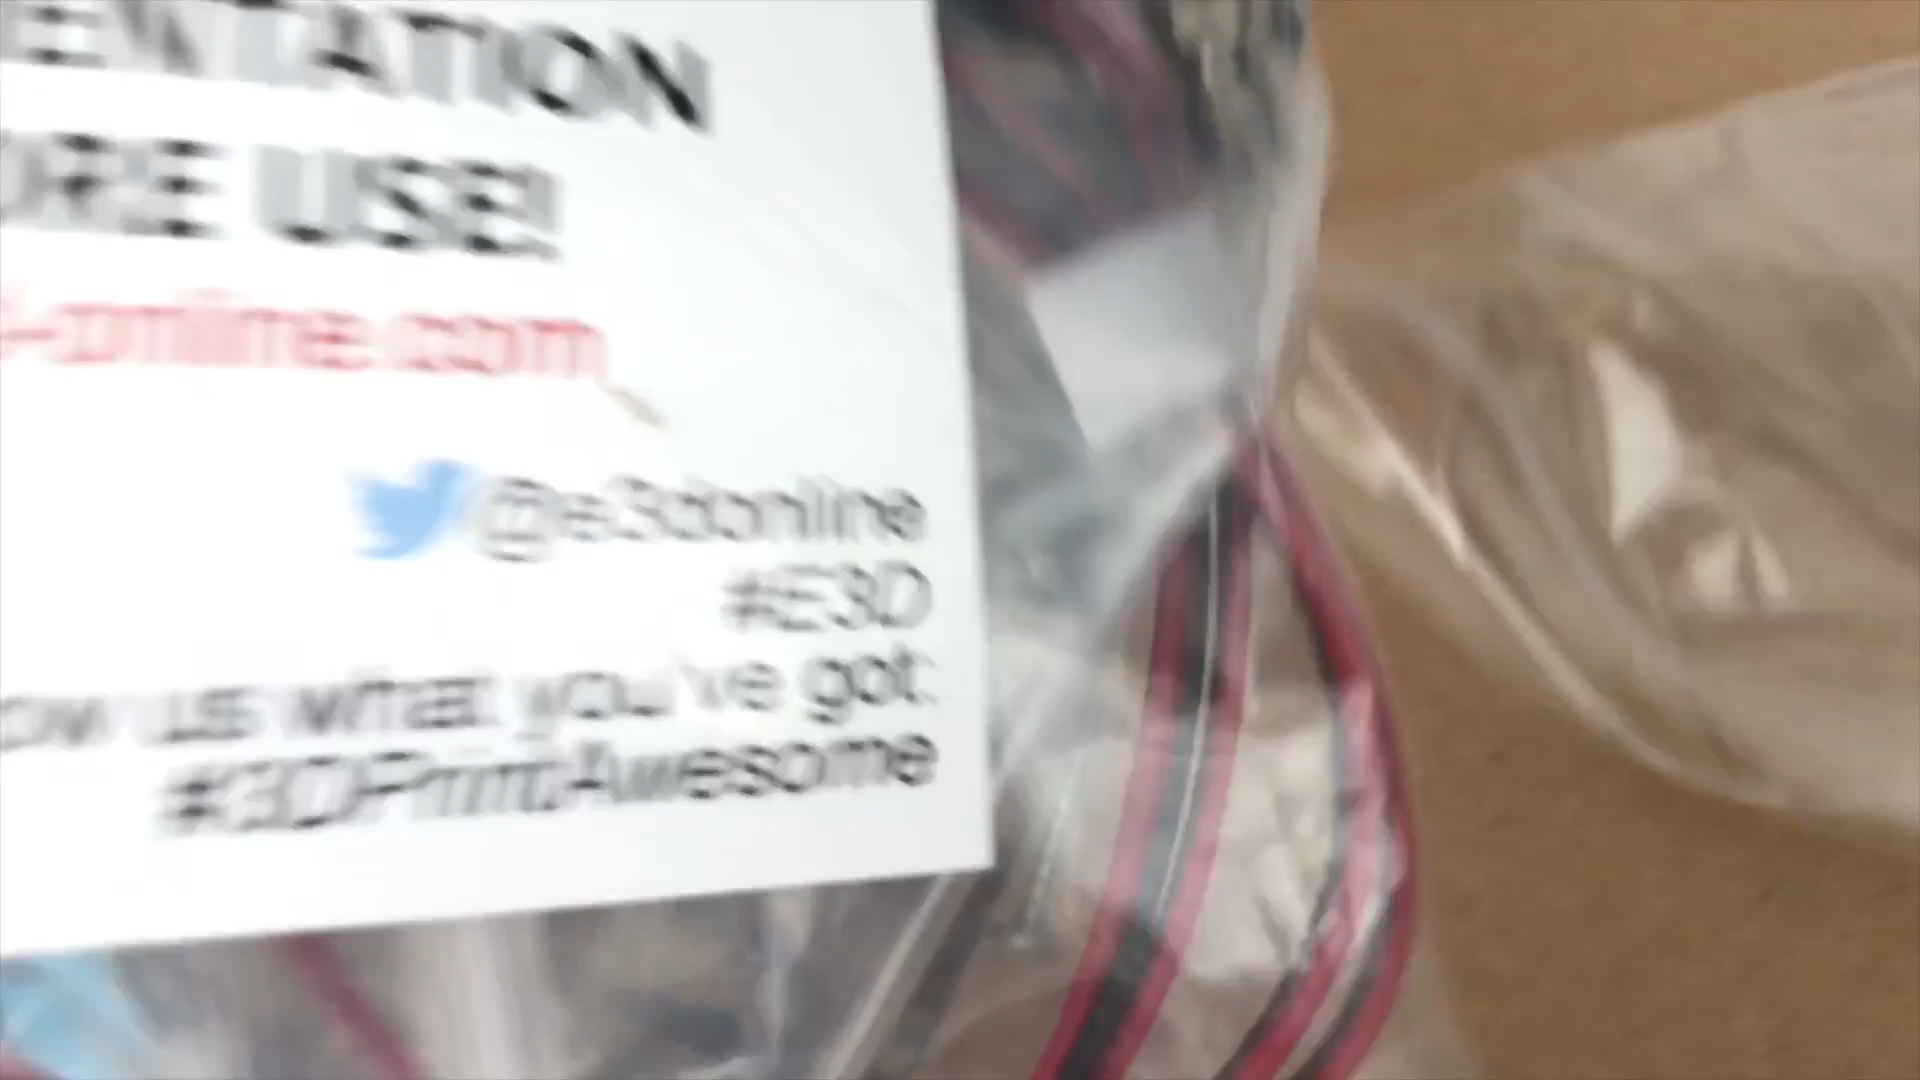 ENTATION
ORE USE!
-online.com
@e3donline
#E3D
ow us what you've got:
#3DPrintAwesome